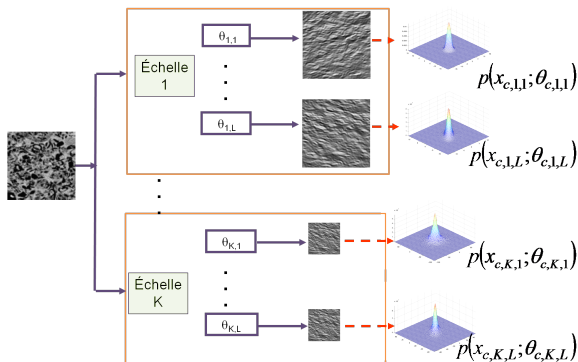 θ1,1
Échelle
1
θ1,L
p(xc,1,1;θc,1,1)
p(xc,1,L;θc,1,L)
θK,1
Échelle
K
θK,L
p(xc,K,1;θc,K,1)
p(xc,K,L;θc,K,L)